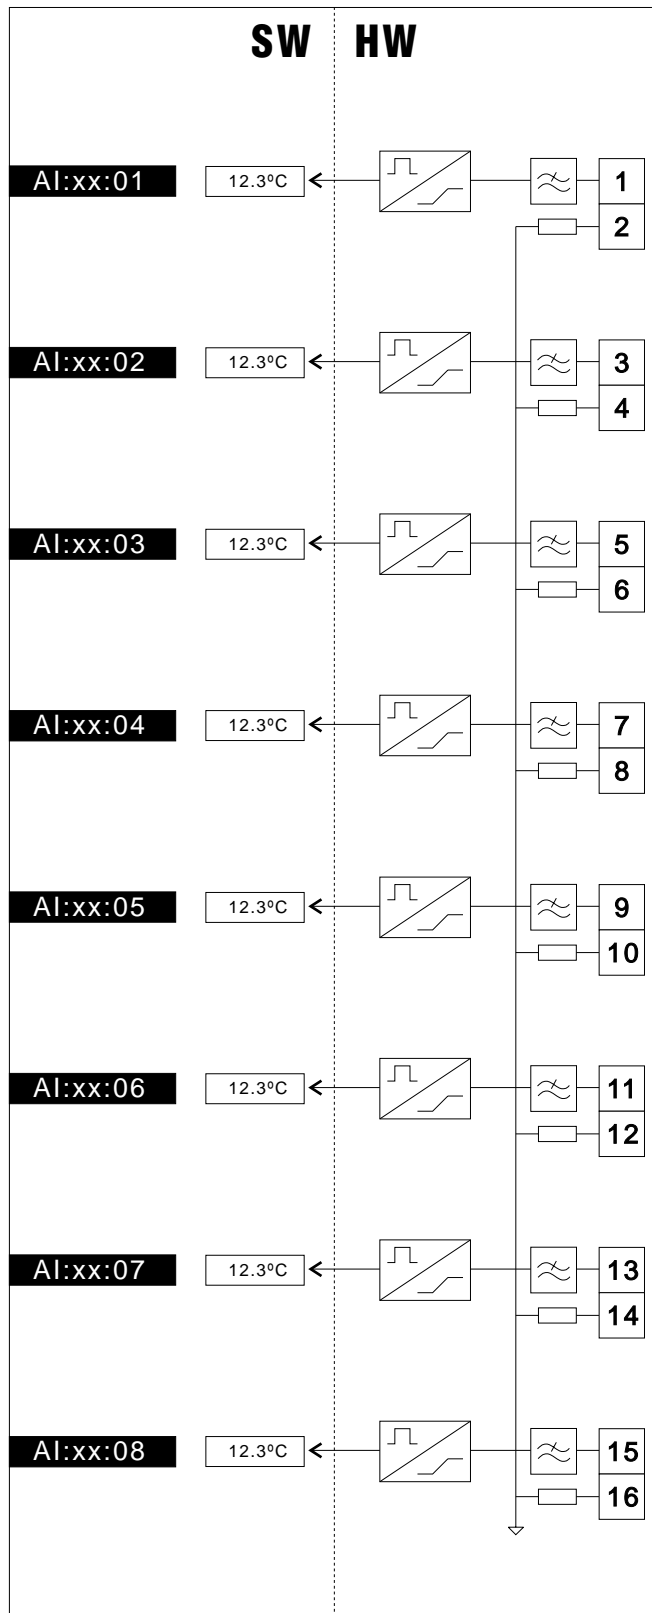 SW HW
AI:xx:01 12.3ºC 1
2
AI:xx:02 12.3ºC 3
4
AI:xx:03 12.3ºC 5
6
AI:xx:04 12.3ºC 7
8
AI:xx:05 12.3ºC 9
10
AI:xx:06 12.3ºC 11
12
AI:xx:07 12.3ºC 13
14
AI:xx:08 12.3ºC 15
16